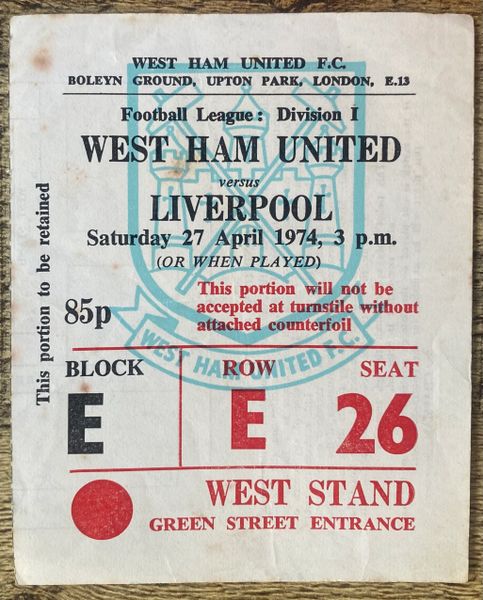 WEST HAM UNITED F.C.
BOLEYN GROUND, UPTON PARK, LONDON, E.13
Football League: Division I
WEST HAM UNITED
versus
LIVERPOOL
Saturday 27 April 1974, 3 p.m.
(OR WHEN PLAYED)
This portion to be retained
85p
This portion will not be
accepted at turnstile without
attached counterfoil
WEST HAM UNITED F.C.
BLOCK ROW SEAT
E E 26
WEST STAND
GREEN STREET ENTRANCE